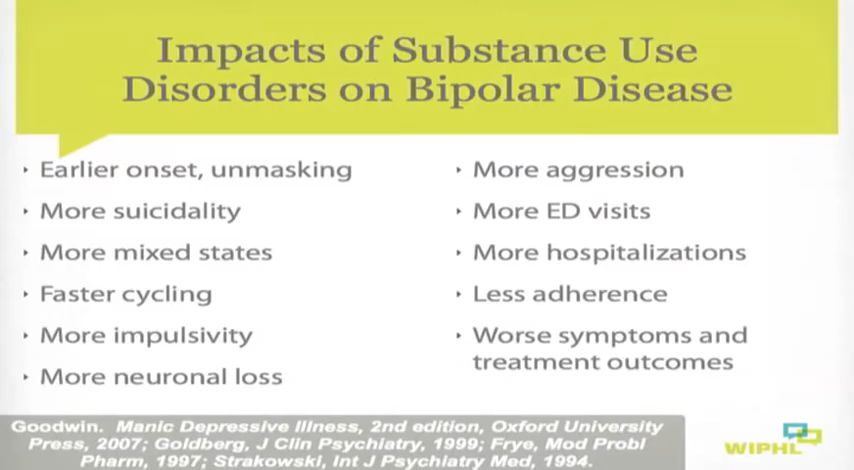 Impacts of Substance Use
Disorders on Bipolar Disease
‣ Earlier onset, unmasking
‣ More suicidality
‣ More mixed states
‣ Faster cycling
‣ More impulsivity
‣ More neuronal loss
‣ More aggression
‣ More ED visits
‣ More hospitalizations
‣ Less adherence
‣ Worse symptoms and
treatment outcomes
Goodwin. Manic Depressive Illness, 2nd edition, Oxford University
Press, 2007; Goldberg, J Clin Psychiatry, 1999; Frye, Mod Probl
Pharm, 1997; Strakowski, Int J Psychiatry Med, 1994.
WIPHL